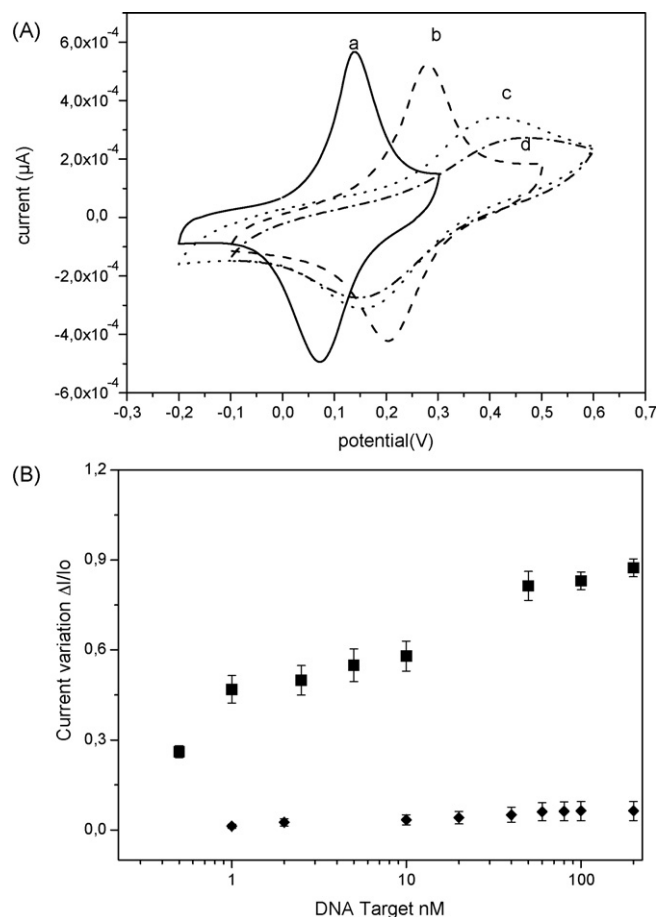 (A)
6,0x10⁻⁴
4,0x10⁻⁴
2,0x10⁻⁴
0,0
-2,0x10⁻⁴
-4,0x10⁻⁴
-6,0x10⁻⁴
current (µA)
a
b
c
d
-0,3 -0,2 -0,1 0,0 0,1 0,2 0,3 0,4 0,5 0,6 0,7
potential(V)
(B)
1,2
0,9
0,6
0,3
0,0
Current variation ΔI/Io
1 10 100
DNA Target nM